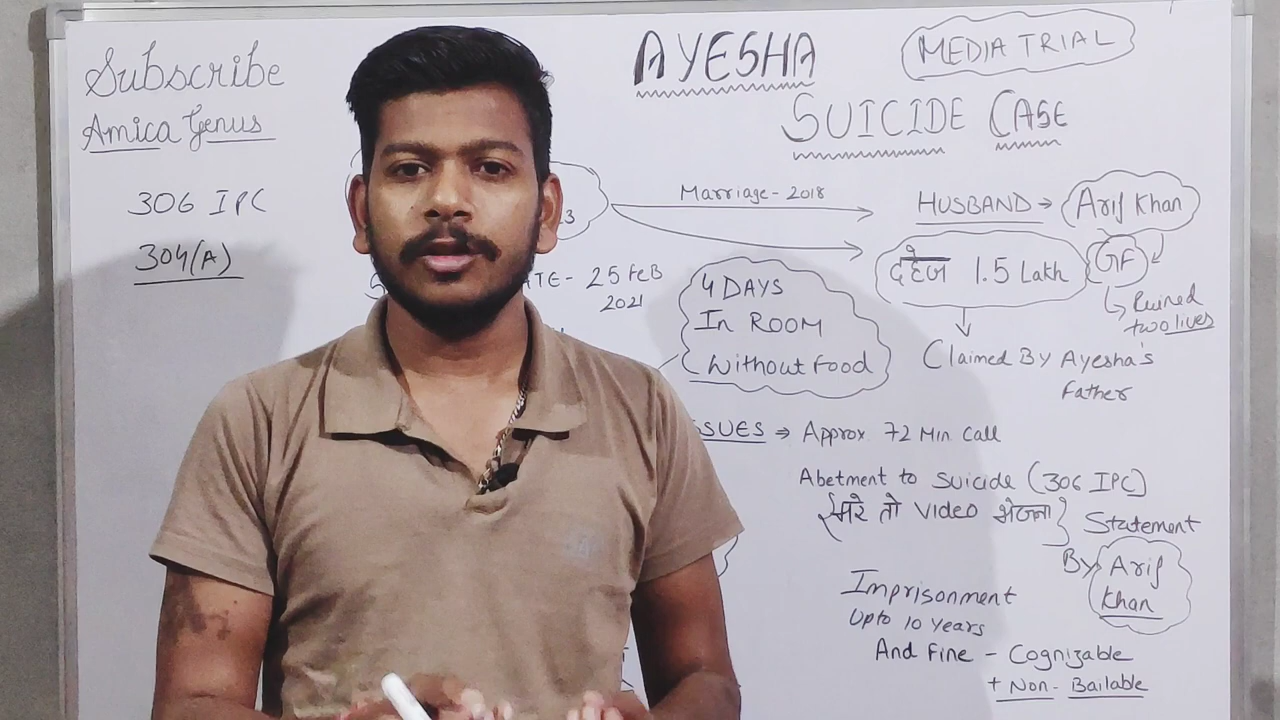 Subscribe
Amica Genus
306 IPC
304(A)
AYESHA
MEDIA TRIAL
SUICIDE CASE
Marriage- 2018
HUSBAND → Arif Khan
दहेज 1.5 Lakh
GF
Ruined
two lives
Claimed By Ayesha's
Father
25 FEB
2021
4 DAYS
In ROOM
Without Food
SSUES ⇒ Approx 72 Min Call
Abetment to Suicide (306 IPC)
मरे तो Video भेजना} Statement
By Arif
Khan
Imprisonment
Upto 10 Years
And Fine - Cognizable
+ Non- Bailable